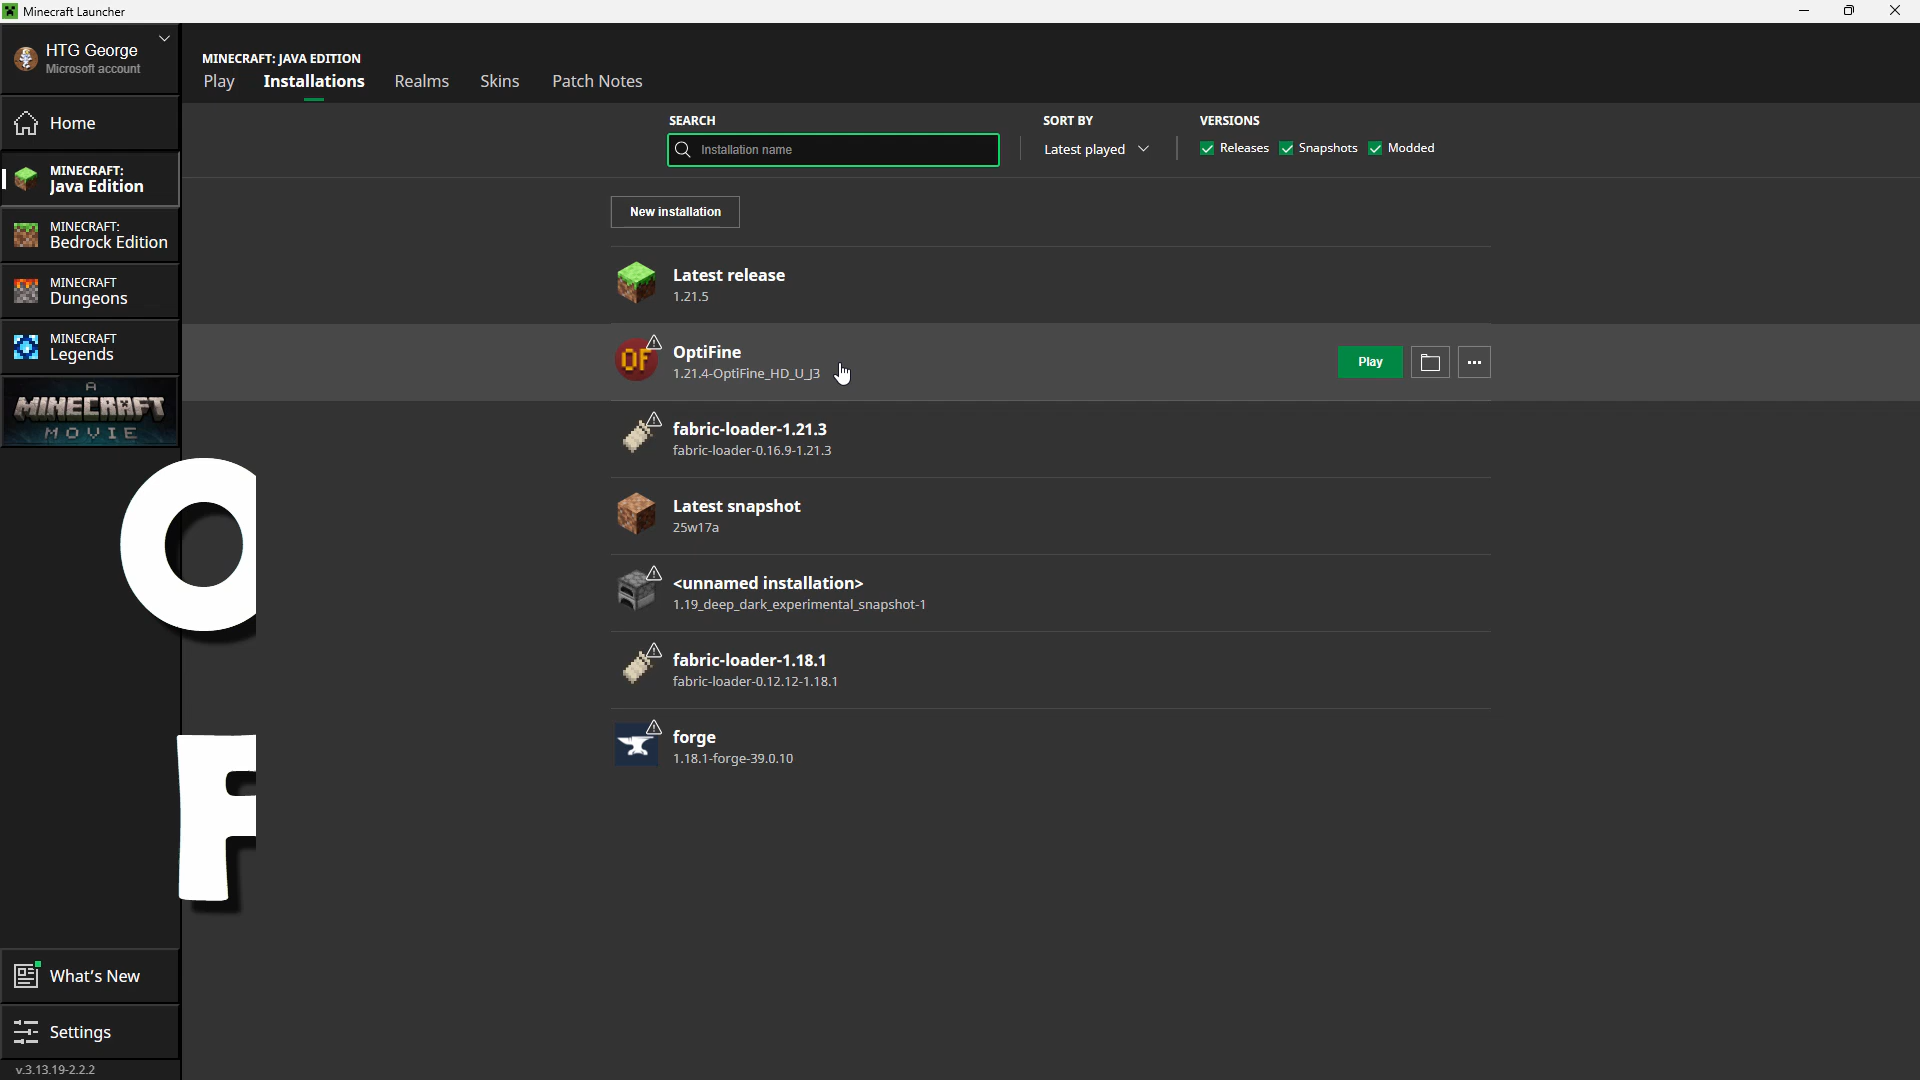 Minecraft Launcher
HTG George
Microsoft account
Home
MINECRAFT:
Java Edition
MINECRAFT:
Bedrock Edition
MINECRAFT
Dungeons
MINECRAFT
Legends
A
MINECRAFT
MOVIE
What's New
Settings
v.3.13.19-2.2.2
MINECRAFT: JAVA EDITION
Play Installations Realms Skins Patch Notes
SEARCH SORT BY VERSIONS
Installation name Latest played Releases Snapshots Modded
New installation
Latest release
1.21.5
OF
OptiFine
1.21.4-OptiFine_HD_U_J3
Play
fabric-loader-1.21.3
fabric-loader-0.16.9-1.21.3
Latest snapshot
25w17a
<unnamed installation>
1.19_deep_dark_experimental_snapshot-1
fabric-loader-1.18.1
fabric-loader-0.12.12-1.18.1
forge
1.18.1-forge-39.0.10